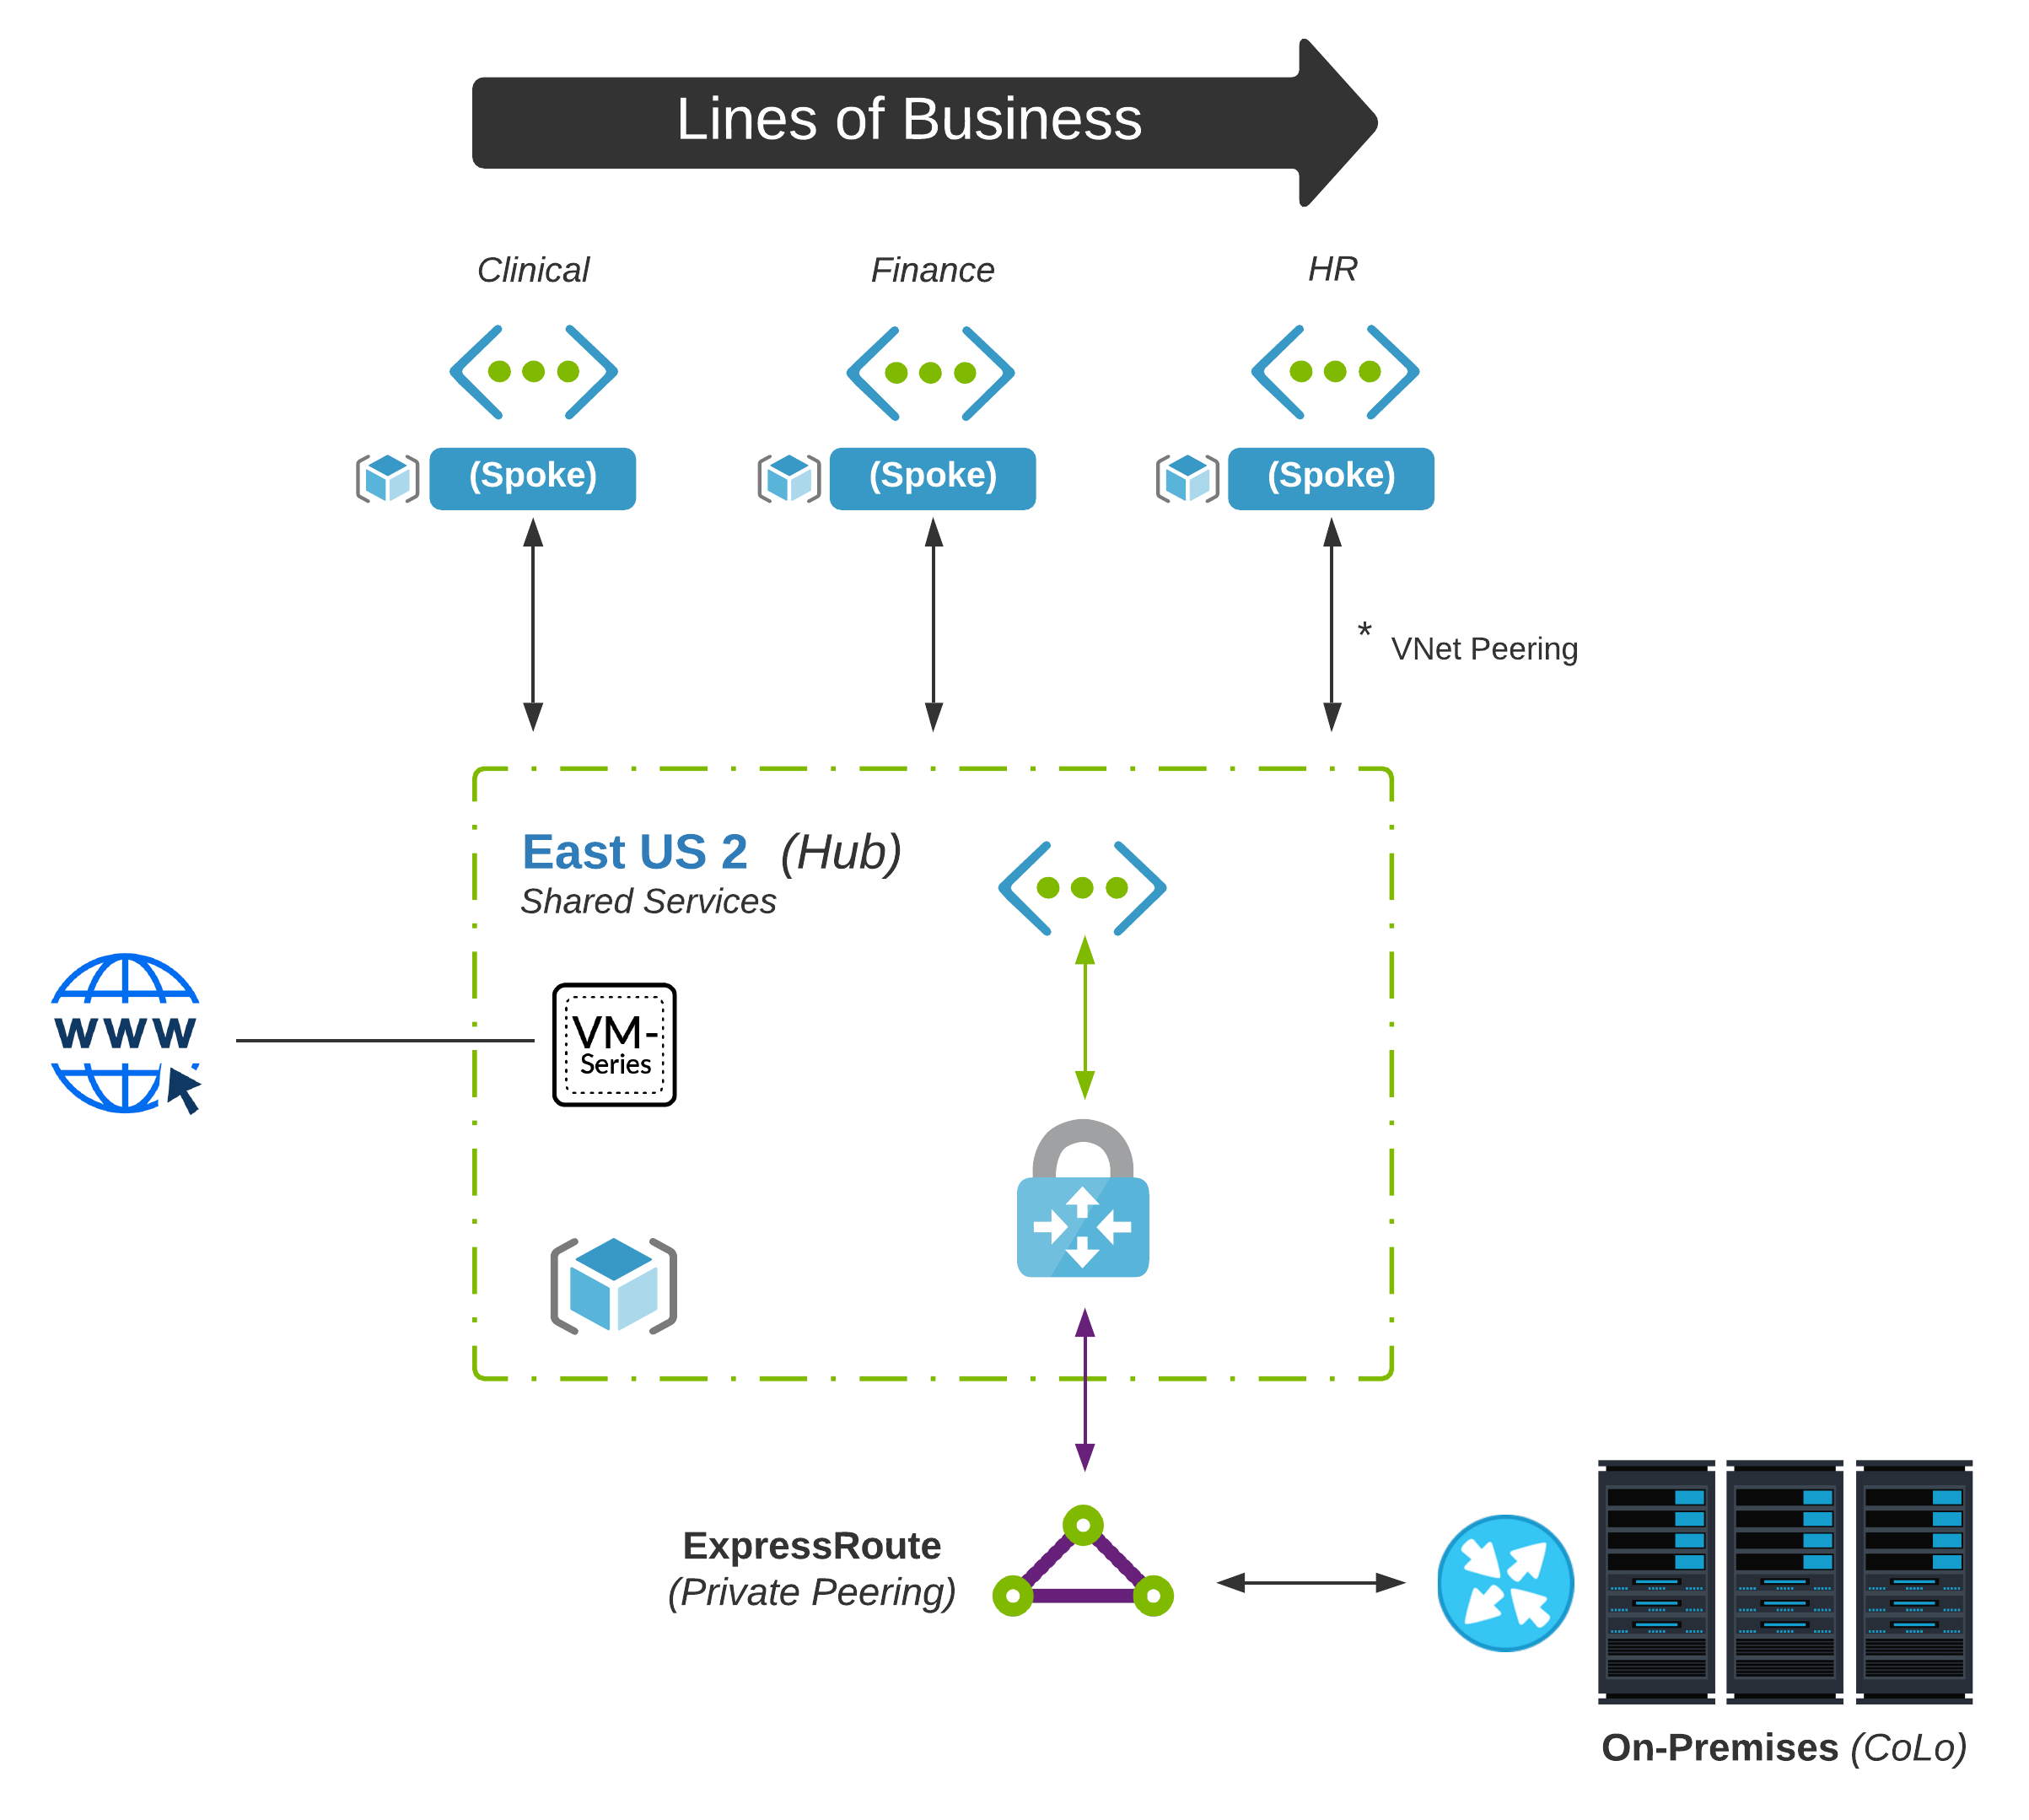 Lines of Business
Clinical
Finance
HR
(Spoke)
(Spoke)
(Spoke)
* VNet Peering
East US 2 (Hub)
Shared Services
www
VM-
Series
ExpressRoute
(Private Peering)
On-Premises (CoLo)